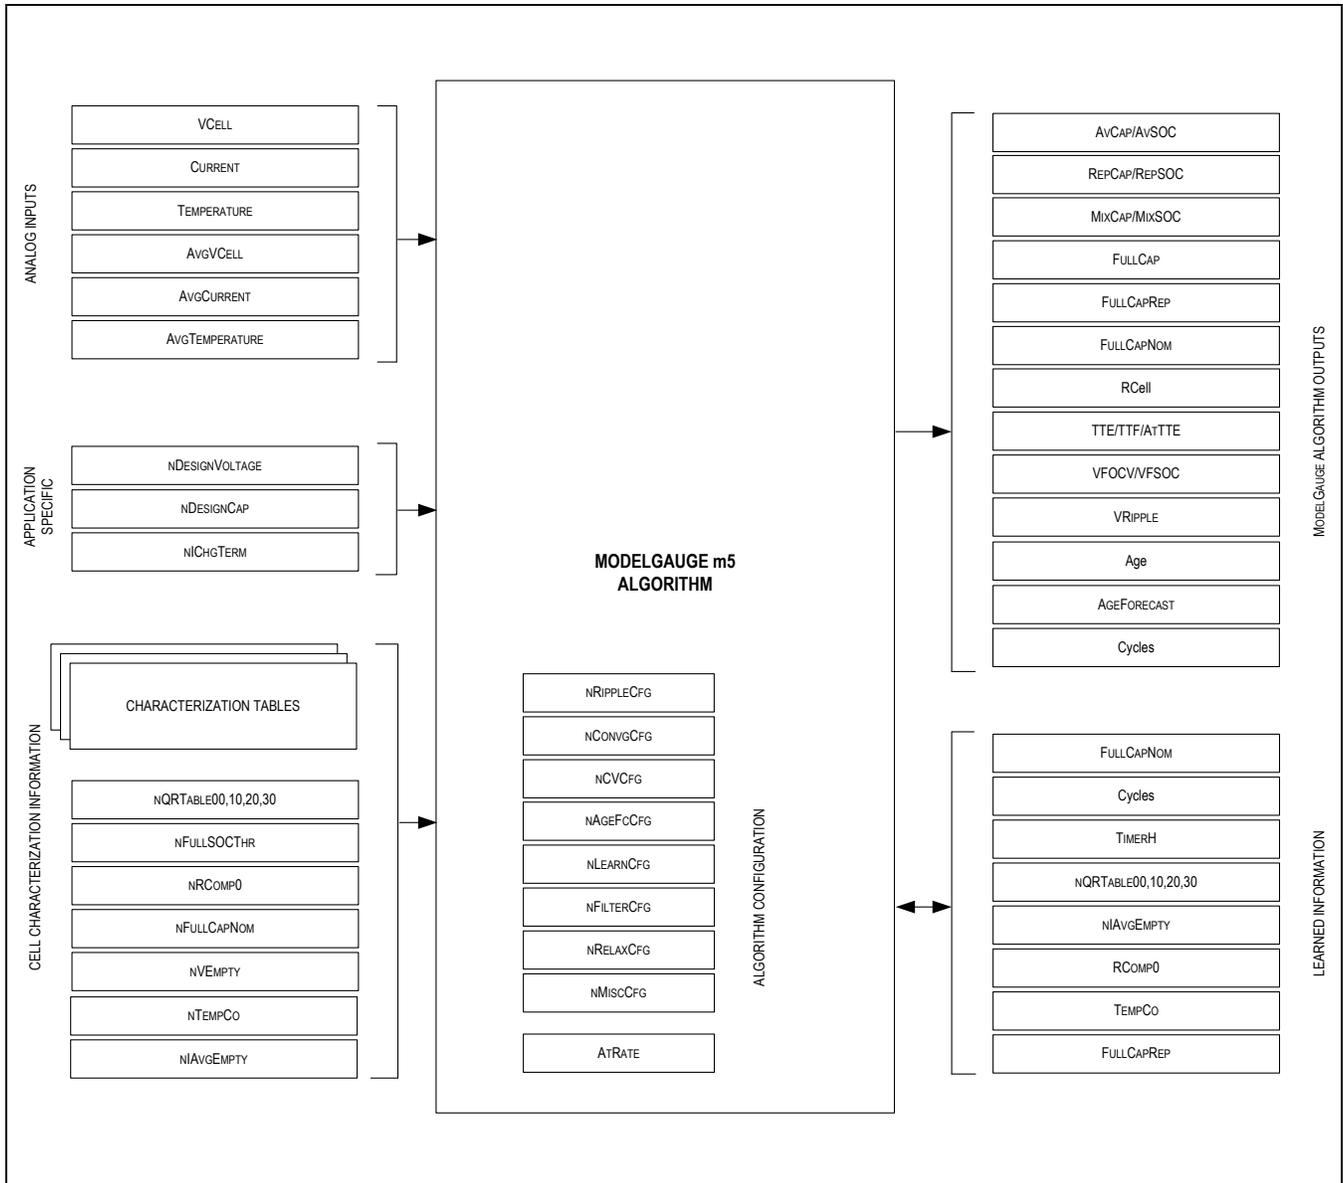 ANALOG INPUTS
VCELL
CURRENT
TEMPERATURE
AVGVCELL
AVGCURRENT
AVGTEMPERATURE
APPLICATION
SPECIFIC
NDESIGNVOLTAGE
NDESIGNCAP
NICHGTERM
CELL CHARACTERIZATION INFORMATION
CHARACTERIZATION TABLES
NQRTABLE00,10,20,30
NFULLSOCTHR
NRCOMP0
NFULLCAPNOM
NVEMPTY
NTEMPCO
NIAVGEMPTY
MODELGAUGE m5
ALGORITHM
NRIPPLECFG
NCONVGCFG
NCVCFG
NAGEFCCFG
NLEARNCFG
NFILTERCFG
NRELAXCFG
NMISCCFG
ATRATE
ALGORITHM CONFIGURATION
AVCAP/AVSOC
REPCAP/REPSOC
MIXCAP/MIXSOC
FULLCAP
FULLCAPREP
FULLCAPNOM
RCell
TTE/TTF/ATTTE
VFOCV/VFSOC
VRIPPLE
Age
AGEFORECAST
Cycles
MODELGAUGE ALGORITHM OUTPUTS
FULLCAPNOM
Cycles
TIMERH
NQRTABLE00,10,20,30
NIAVGEMPTY
RCOMP0
TEMPCO
FULLCAPREP
LEARNED INFORMATION